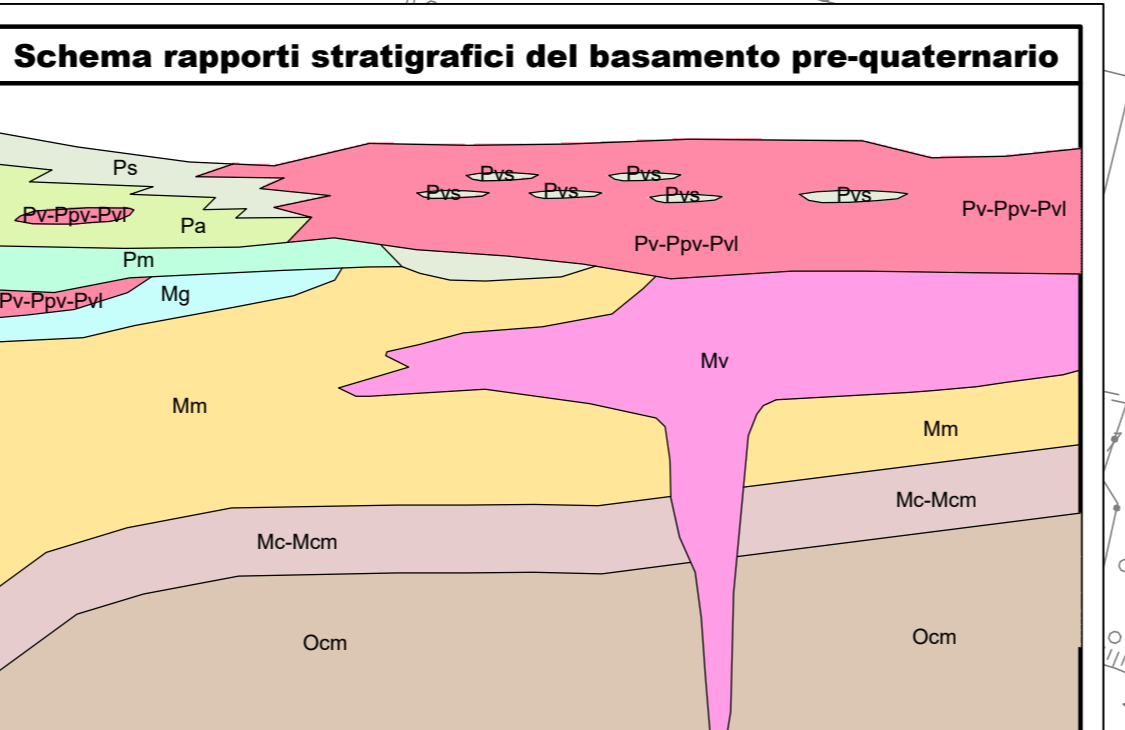 Schema rapporti stratigrafici del basamento pre-quaternario
Ps
Pvs
Pvs
Pvs
Pvs
Pvs
Pvs
Pv-Ppv-Pvl
Pa
Pv-Ppv-Pvl
Pv-Ppv-Pvl
Pm
Pv-Ppv-Pvl
Mg
Mv
Mm
Mm
Mc-Mcm
Mc-Mcm
Ocm
Ocm